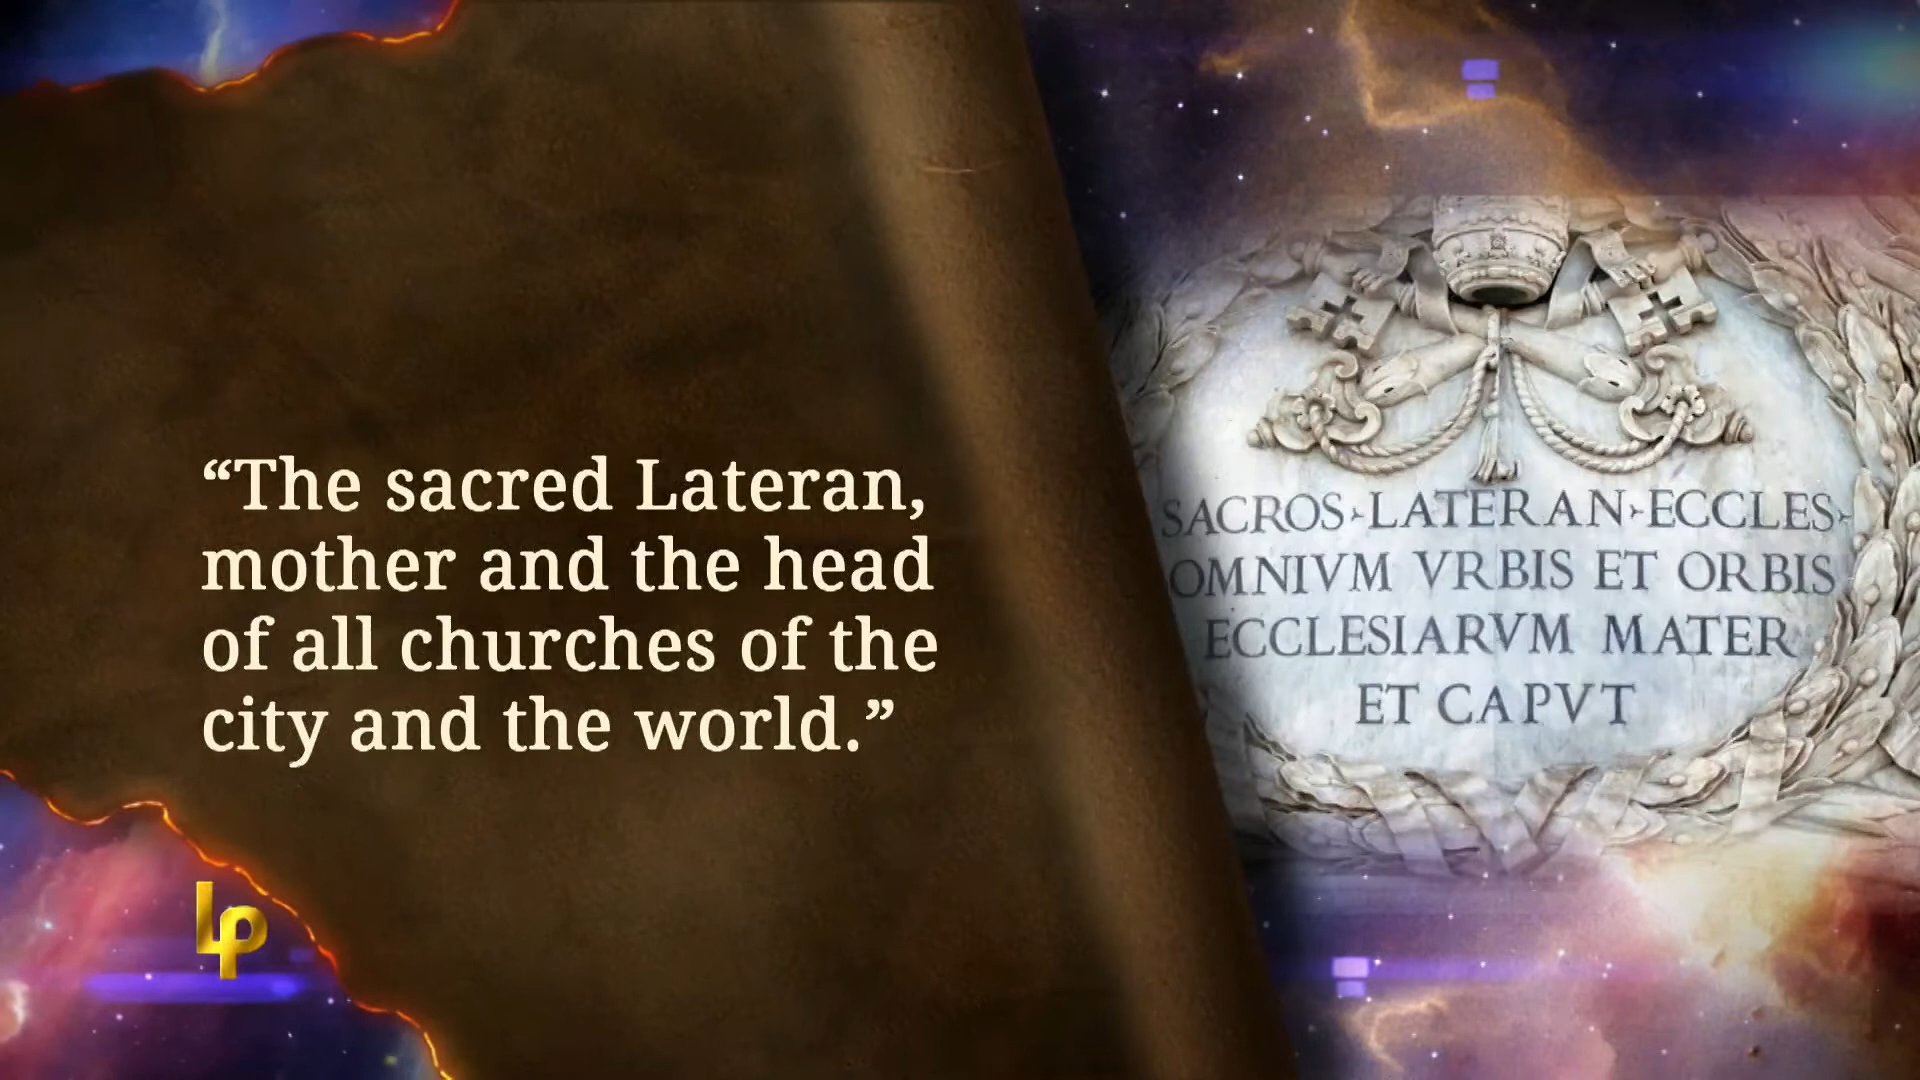 “The sacred Lateran,
mother and the head
of all churches of the
city and the world.”
SACROS·LATERAN·ECCLES·
OMNIVM VRBIS ET ORBIS
ECCLESIARVM MATER
ET CAPVT
LP